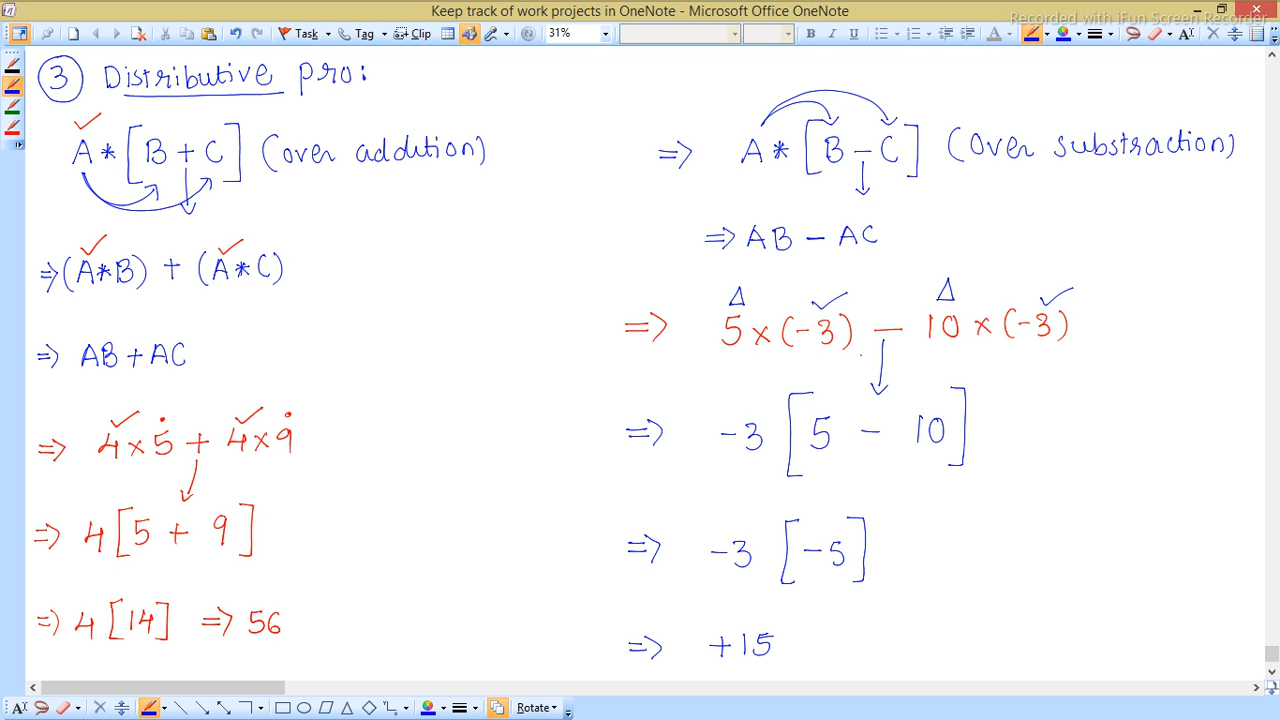 Keep track of work projects in OneNote - Microsoft Office OneNote
Recorded with iFun Screen Recorder
Task Tag Clip 31% B I U A
③ Distributive pro:
A * [B + C] (over addition)
⇒ (A*B) + (A*C)
⇒ AB + AC
⇒ 4 × 5 + 4 × 9
⇒ 4 [5 + 9]
⇒ 4 [14] ⇒ 56
⇒ A * [B - C] (over substraction)
⇒ AB - AC
Δ Δ
⇒ 5 × (-3) - 10 × (-3)
⇒ -3 [5 - 10]
⇒ -3 [-5]
⇒ +15
Rotate